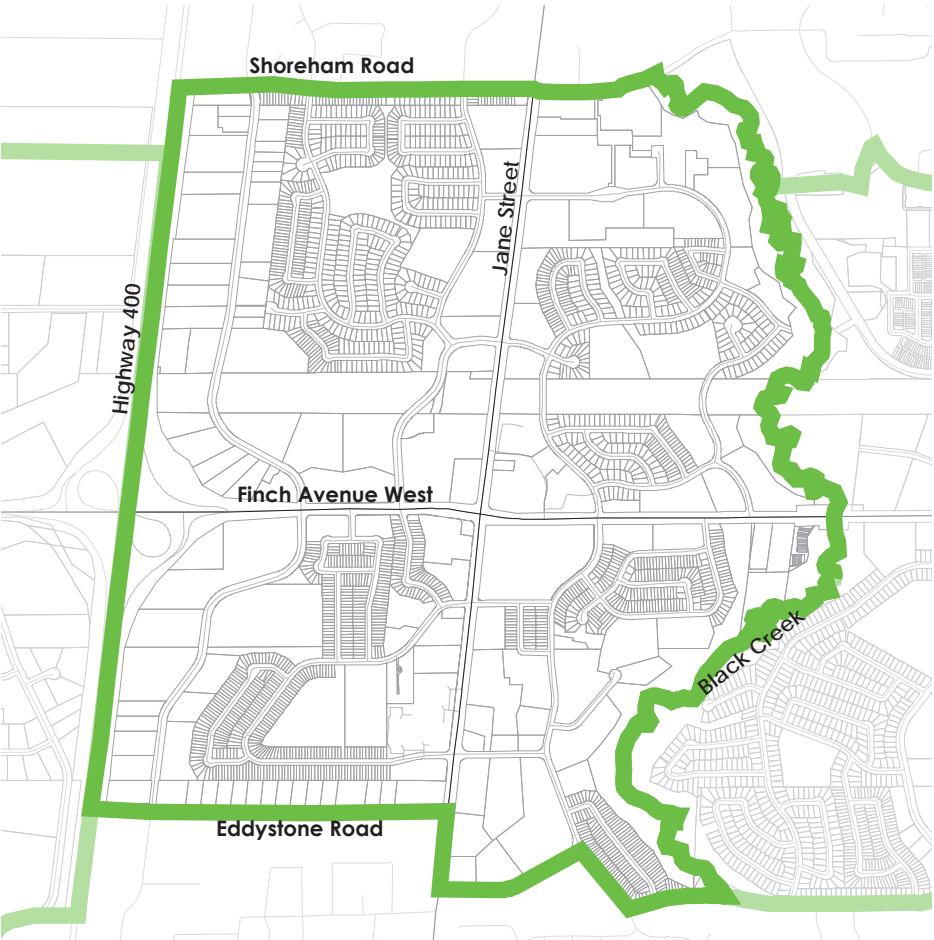 Shoreham Road
Jane Street
Highway 400
Finch Avenue West
Black Creek
Eddystone Road